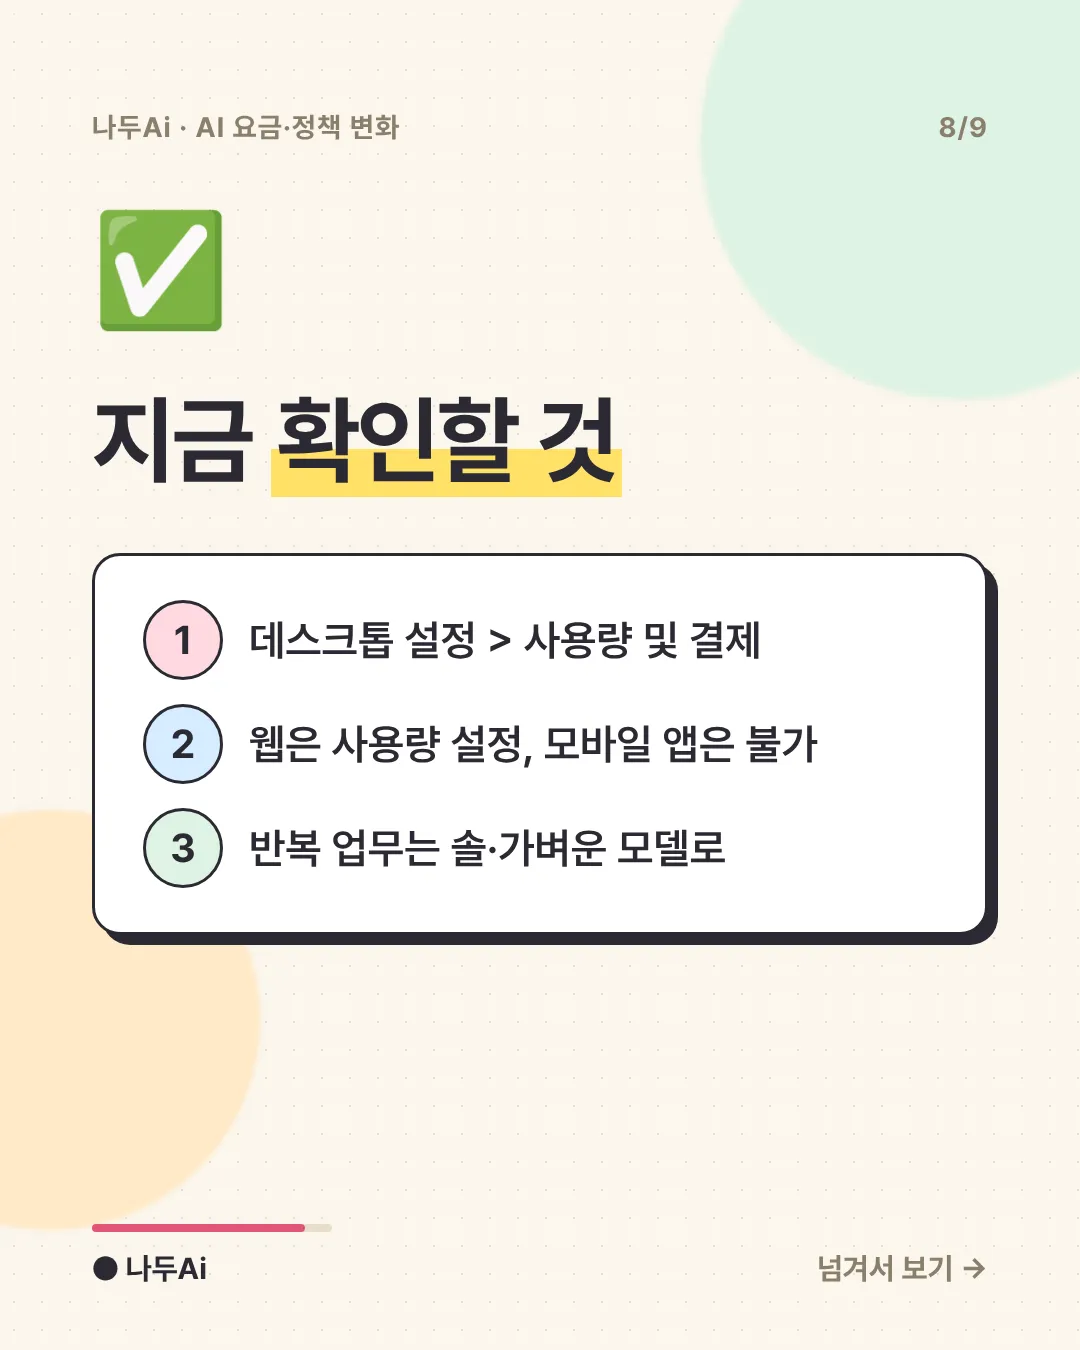 나두Ai · AI 요금·정책 변화
8/9
지금 확인할 것
1 데스크톱 설정 > 사용량 및 결제
2 웹은 사용량 설정, 모바일 앱은 불가
3 반복 업무는 솔·가벼운 모델로
나두Ai
넘겨서 보기 →